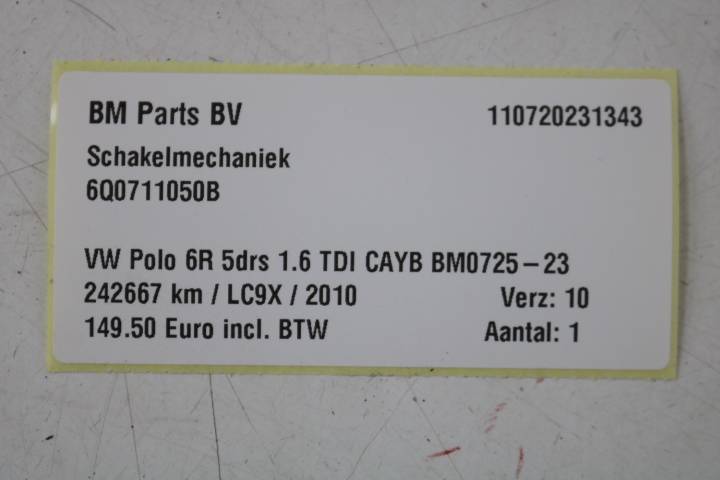 BM Parts BV 110720231343
Schakelmechaniek
6Q0711050B
VW Polo 6R 5drs 1.6 TDI CAYB BM0725-23
242667 km / LC9X / 2010 Verz: 10
149.50 Euro incl. BTW Aantal: 1